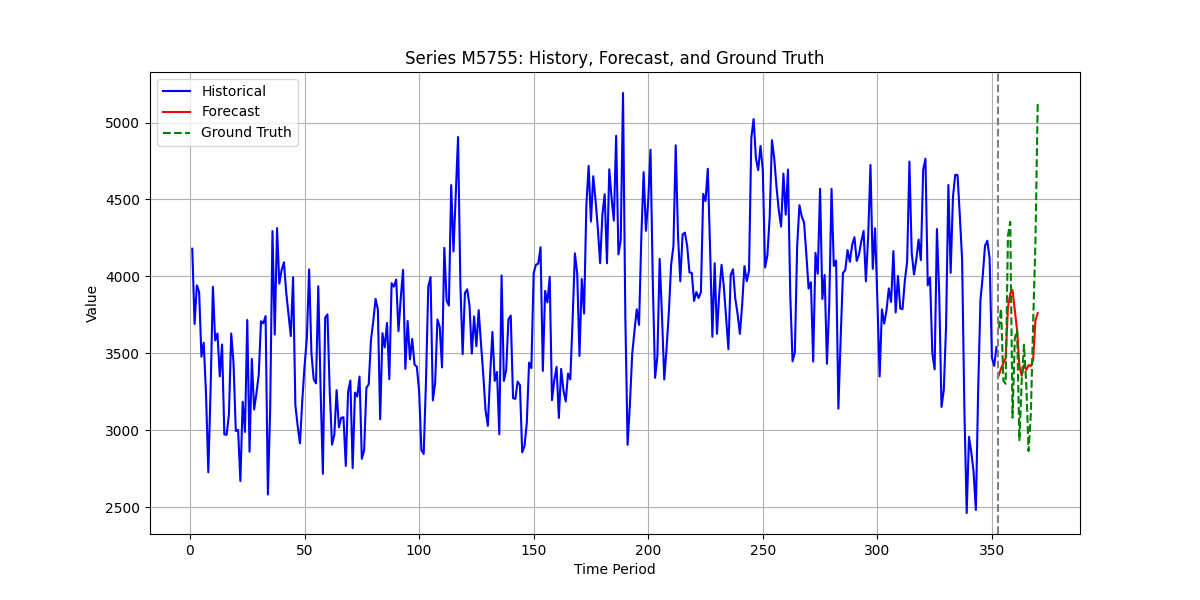 Series M5755: History, Forecast, and Ground Truth
Historical
Forecast
Ground Truth
5000
4500
4000
3500
3000
2500
Value
0 50 100 150 200 250 300 350
Time Period